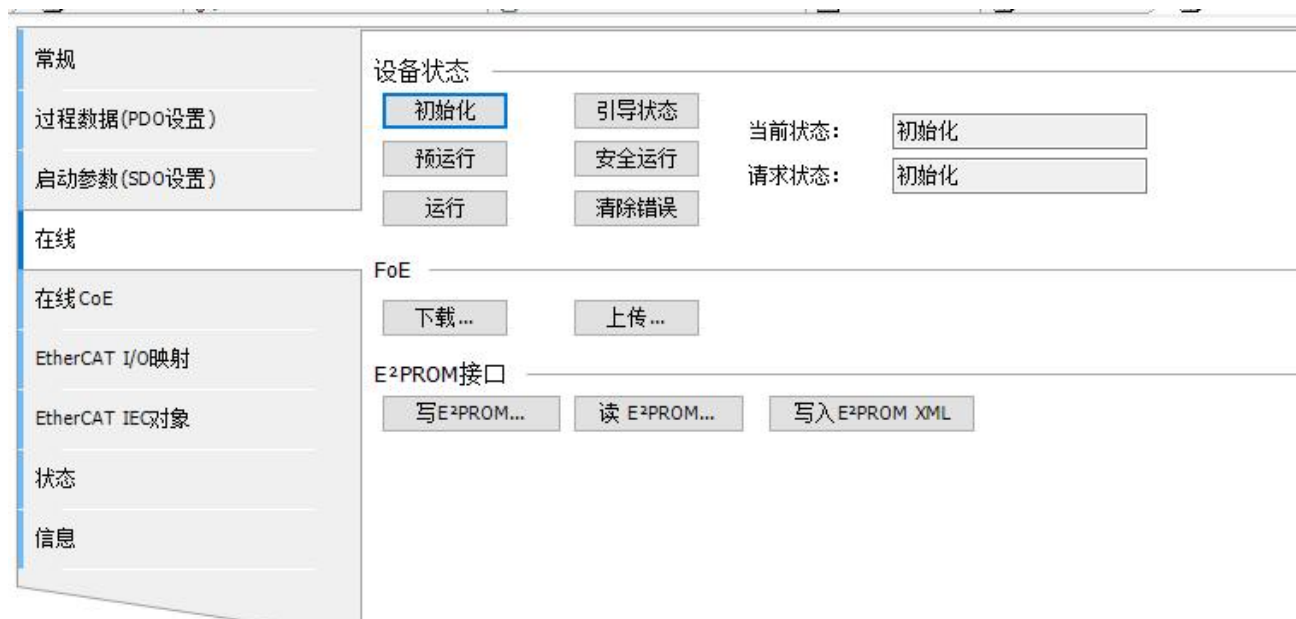 常规
过程数据(PDO设置)
启动参数(SDO设置)
在线
在线CoE
EtherCAT I/O映射
EtherCAT IEC对象
状态
信息
设备状态
初始化 引导状态
预运行 安全运行
运行 清除错误
当前状态: 初始化
请求状态: 初始化
FoE
下载... 上传...
E²PROM接口
写E²PROM... 读 E²PROM... 写入E²PROM XML